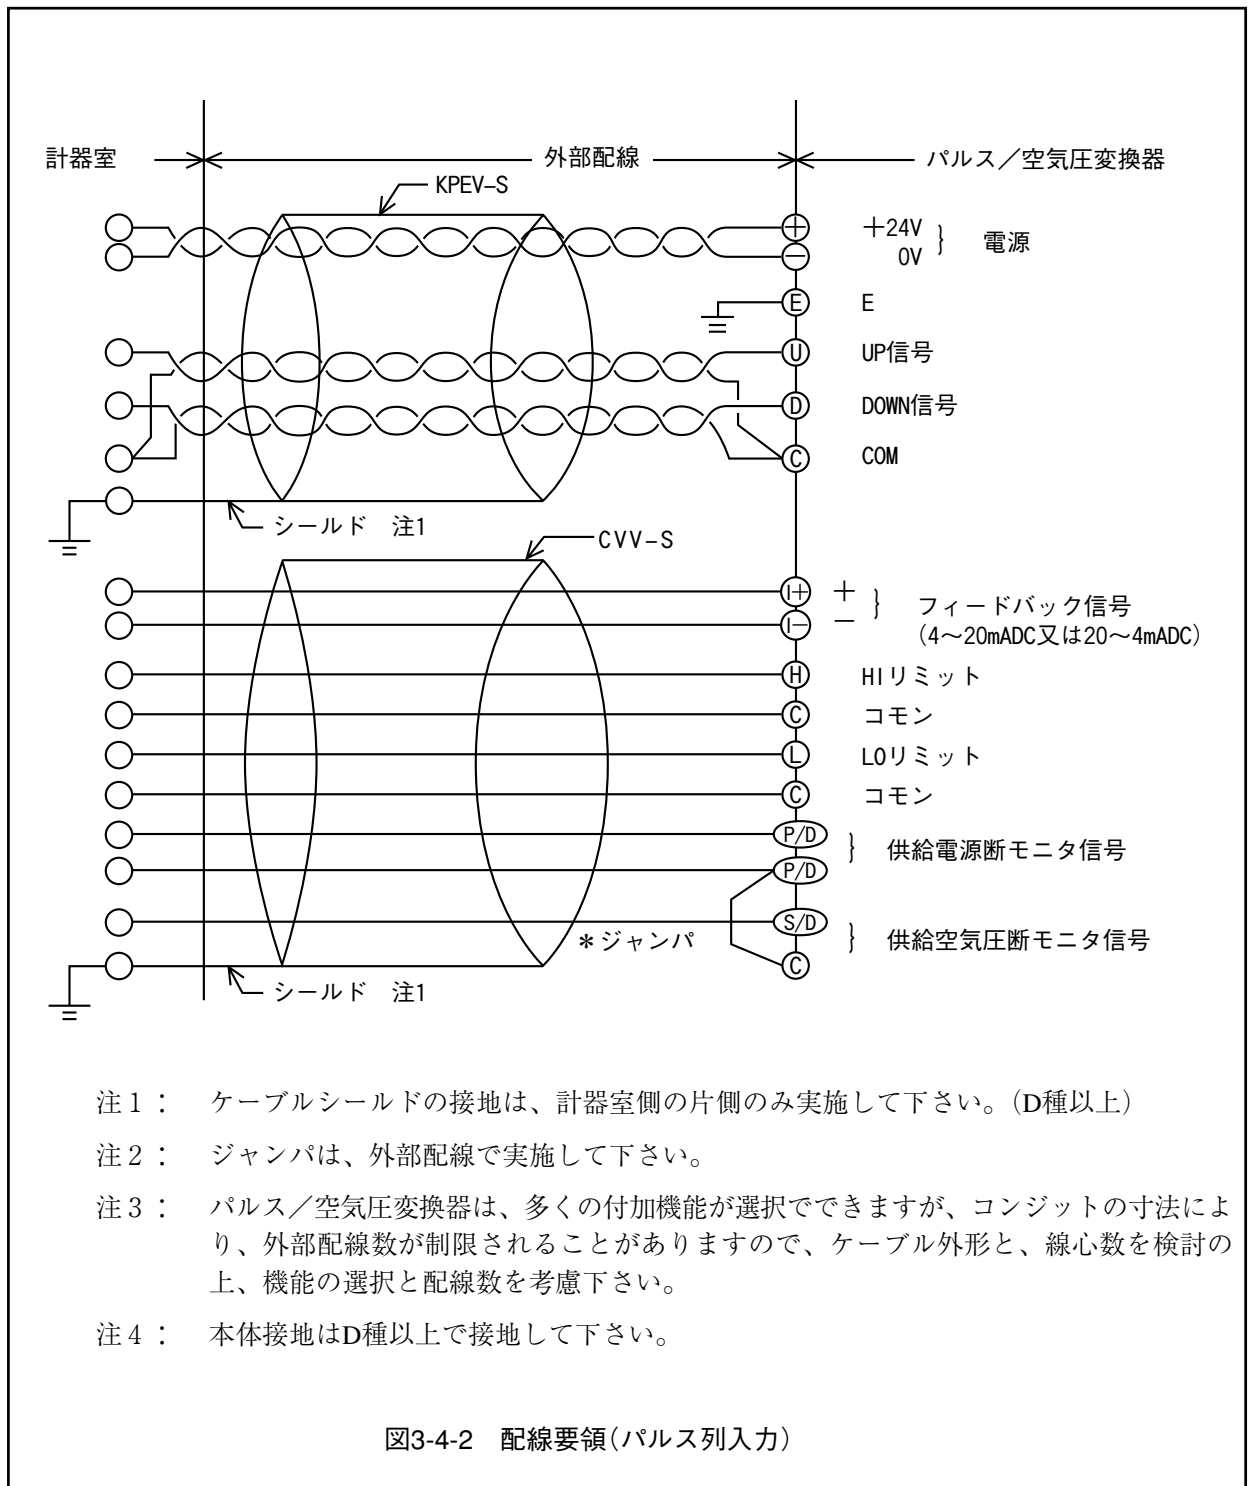 計器室 外部配線 パルス／空気圧変換器
KPEV–S
＋ ＋24V
－ 0V } 電源
E E
U UP信号
D DOWN信号
C COM
シールド 注1
CVV–S
I＋ ＋
I－ － } フィードバック信号
（4～20mADC又は20～4mADC）
H HIリミット
C コモン
L LOリミット
C コモン
P/D } 供給電源断モニタ信号
P/D
S/D } 供給空気圧断モニタ信号
＊ジャンパ
C
シールド 注1
注１： ケーブルシールドの接地は、計器室側の片側のみ実施して下さい。（D種以上）
注２： ジャンパは、外部配線で実施して下さい。
注３： パルス／空気圧変換器は、多くの付加機能が選択でできますが、コンジットの寸法によ
り、外部配線数が制限されることがありますので、ケーブル外形と、線心数を検討の
上、機能の選択と配線数を考慮下さい。
注４： 本体接地はD種以上で接地して下さい。
図3-4-2 配線要領（パルス列入力）